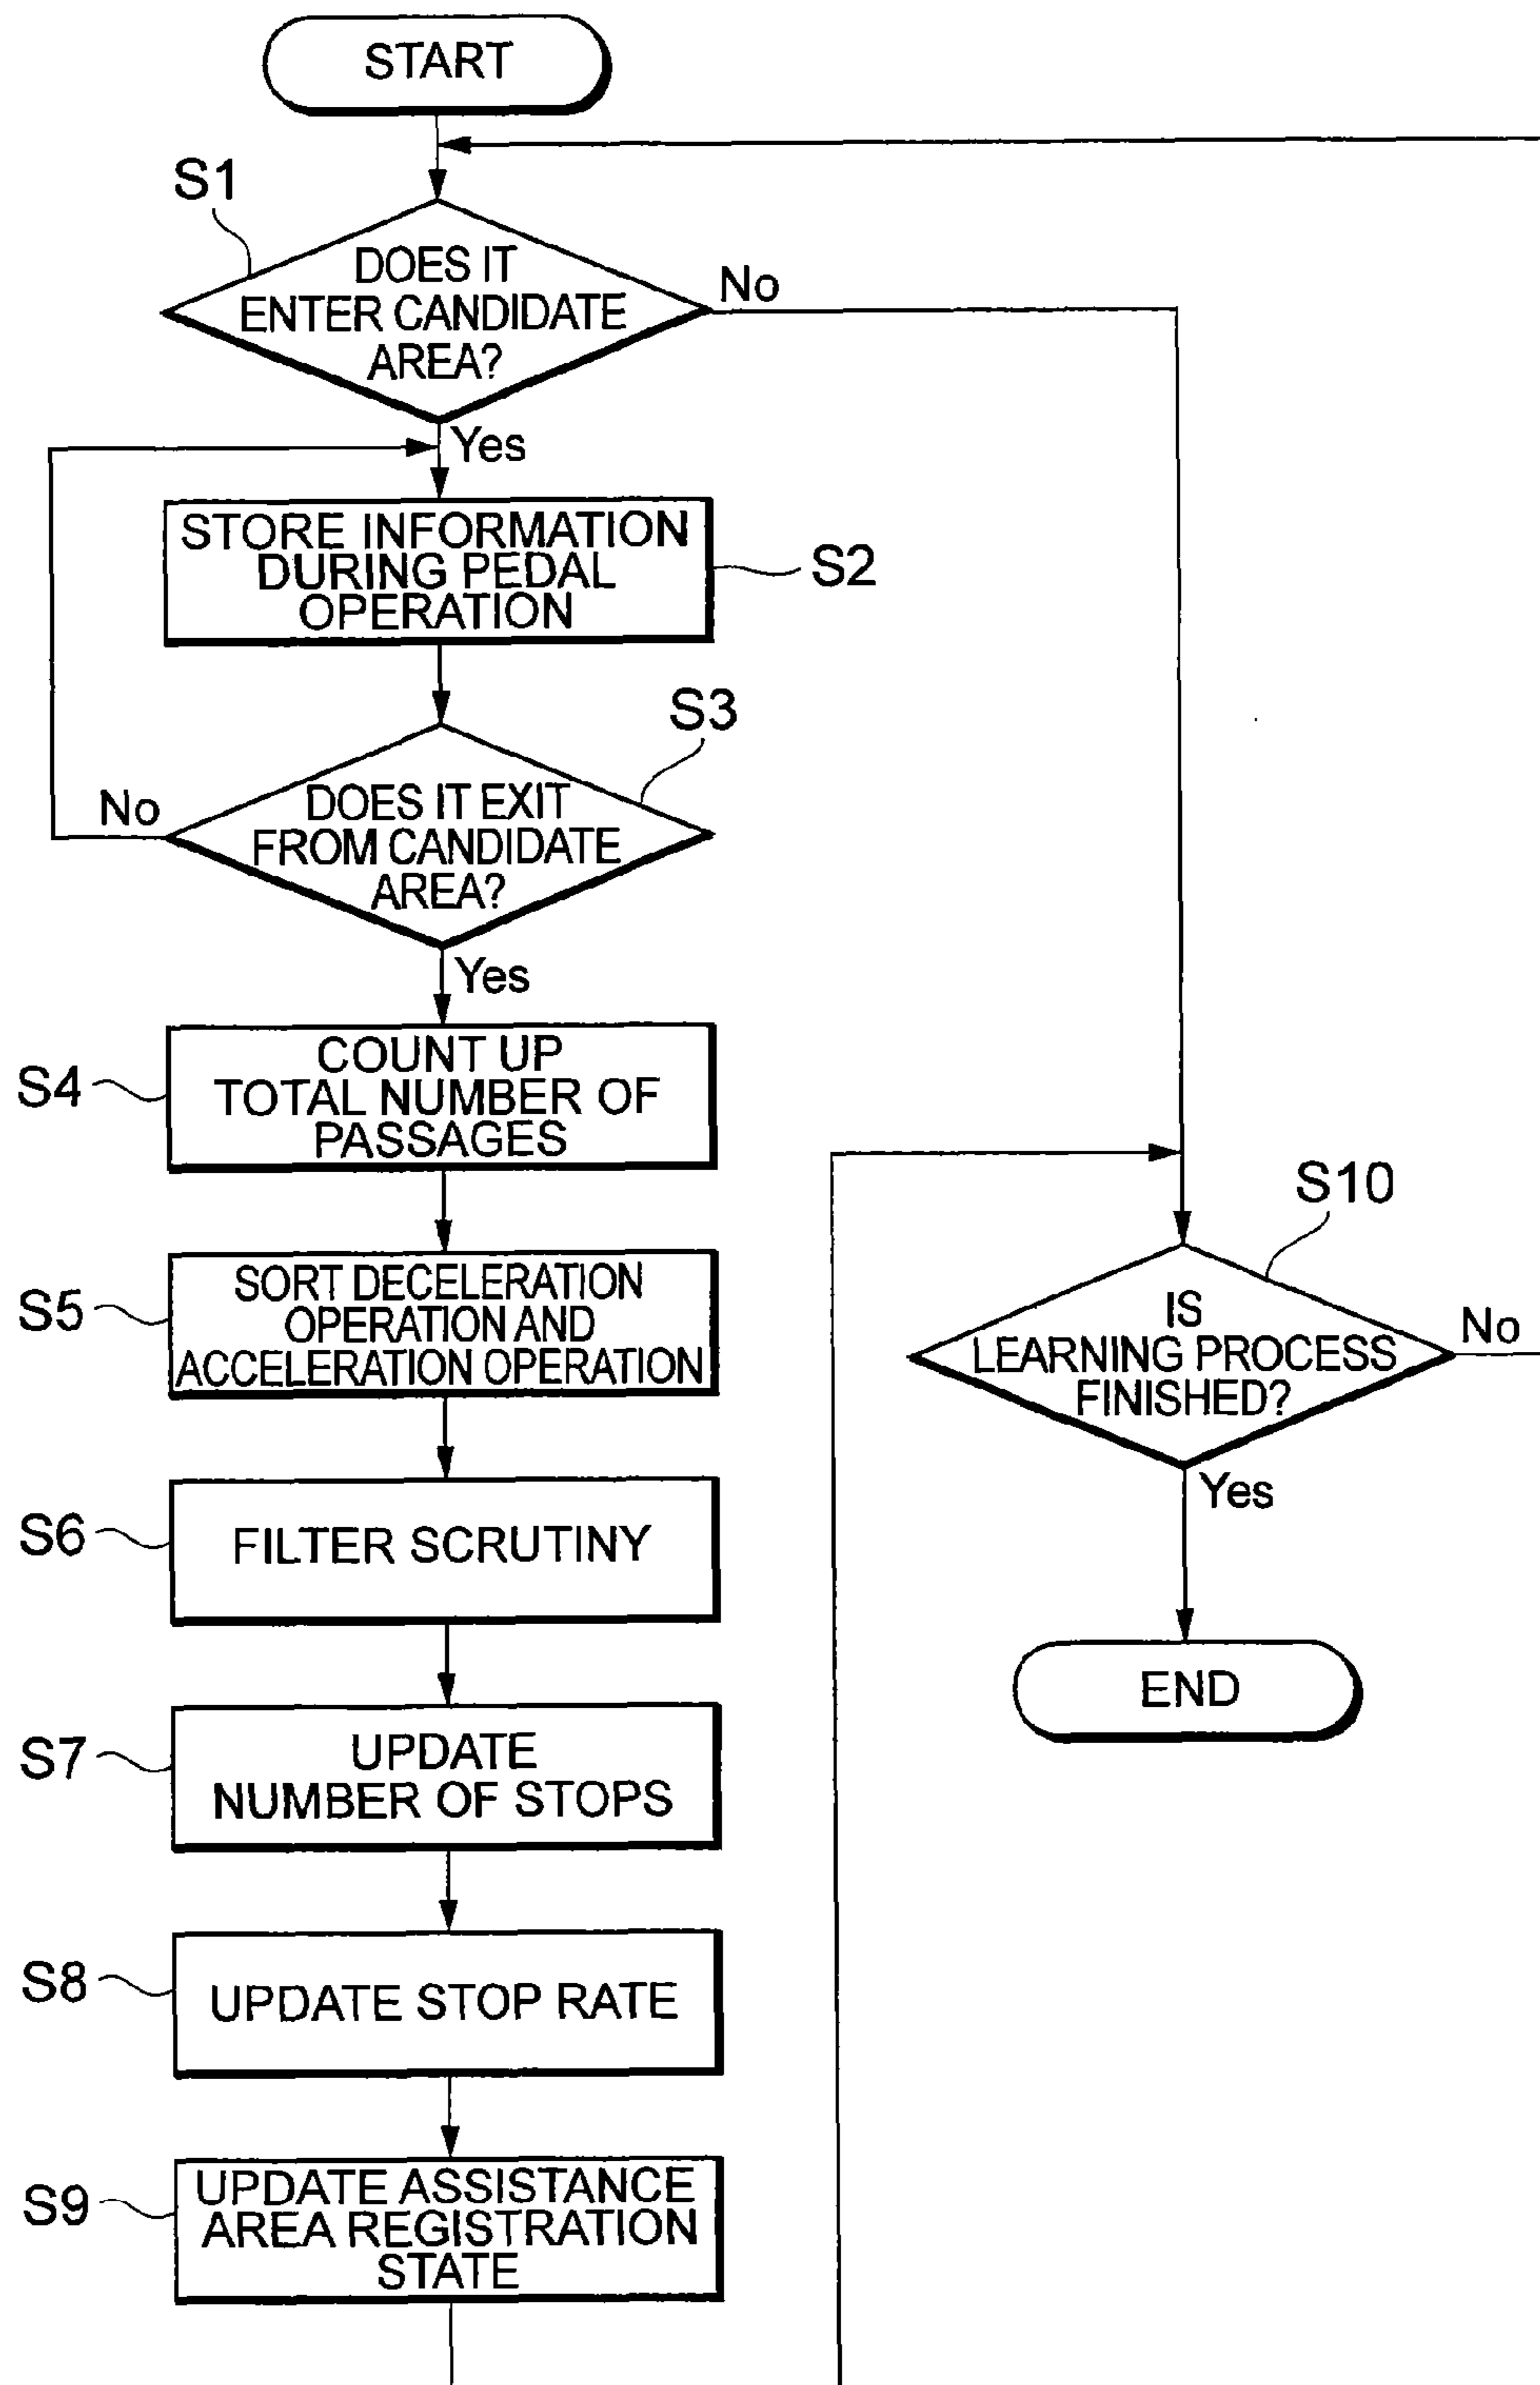 START
S1
DOES IT
ENTER CANDIDATE
AREA?
No
Yes
STORE INFORMATION
DURING PEDAL
OPERATION
S2
S3
DOES IT EXIT
FROM CANDIDATE
AREA?
No
Yes
S4
COUNT UP
TOTAL NUMBER OF
PASSAGES
S5
SORT DECELERATION
OPERATION AND
ACCELERATION OPERATION
S6
FILTER SCRUTINY
S7
UPDATE
NUMBER OF STOPS
S8
UPDATE STOP RATE
S9
UPDATE ASSISTANCE
AREA REGISTRATION
STATE
S10
IS
LEARNING PROCESS
FINISHED?
No
Yes
END